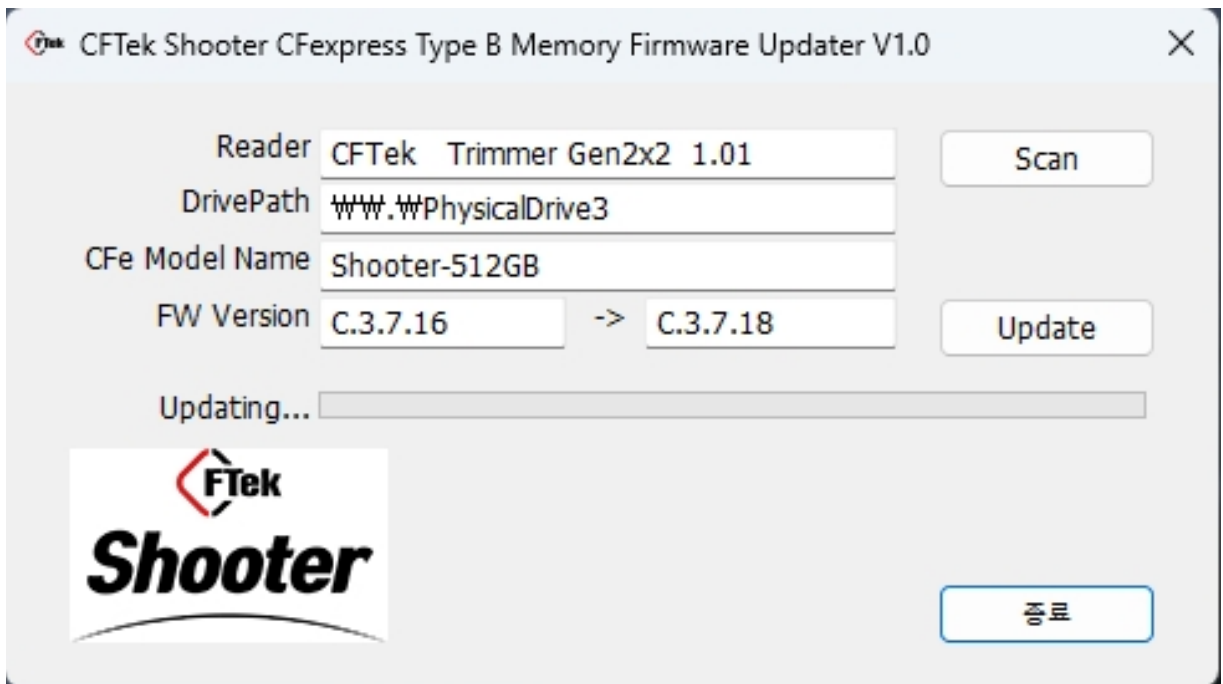 CFTek Shooter CFexpress Type B Memory Firmware Updater V1.0
Reader CFTek Trimmer Gen2x2 1.01 Scan
DrivePath ₩₩.₩PhysicalDrive3
CFe Model Name Shooter-512GB
FW Version C.3.7.16 -> C.3.7.18 Update
Updating...
FTek
Shooter
종료